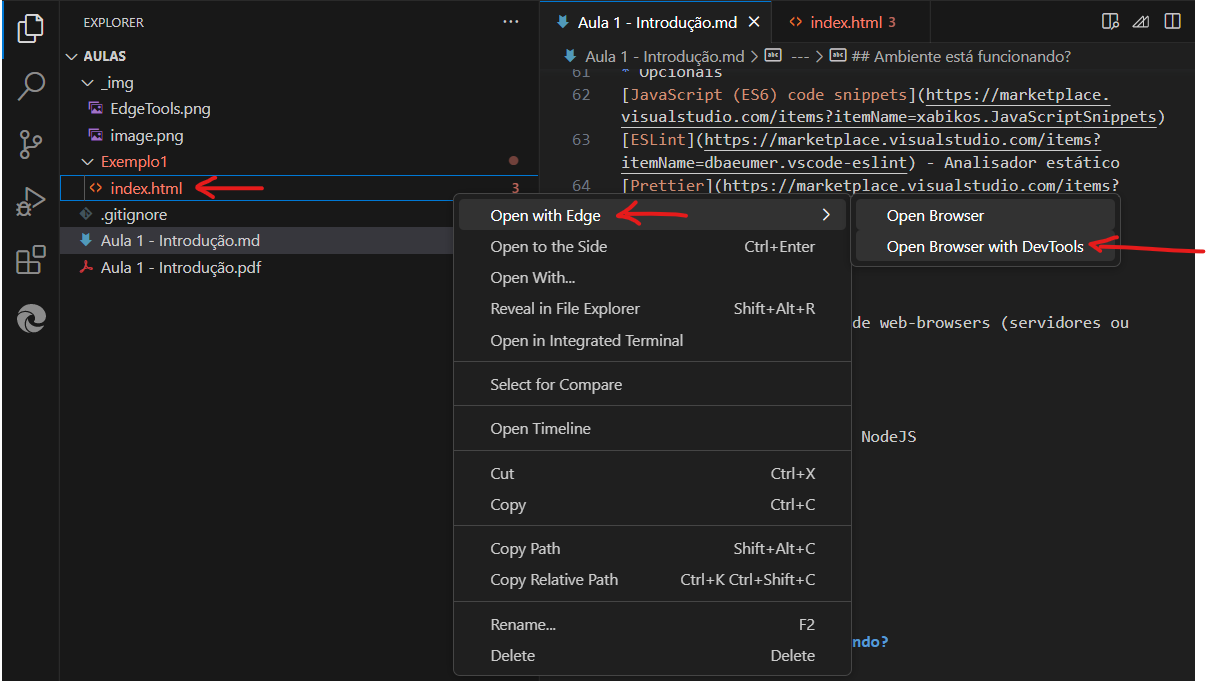 EXPLORER
AULAS
_img
EdgeTools.png
image.png
Exemplo1
index.html 3
.gitignore
Aula 1 - Introdução.md
Aula 1 - Introdução.pdf
Aula 1 - Introdução.md
index.html 3
Aula 1 - Introdução.md > --- > ## Ambiente está funcionando?
61 * Opcionais
62 [JavaScript (ES6) code snippets](https://marketplace.
visualstudio.com/items?itemName=xabikos.JavaScriptSnippets)
63 [ESLint](https://marketplace.visualstudio.com/items?
itemName=dbaeumer.vscode-eslint) - Analisador estático
64 [Prettier](https://marketplace.visualstudio.com/items?
de web-browsers (servidores ou
NodeJS
ndo?
Open with Edge
Open to the Side Ctrl+Enter
Open With...
Reveal in File Explorer Shift+Alt+R
Open in Integrated Terminal
Select for Compare
Open Timeline
Cut Ctrl+X
Copy Ctrl+C
Copy Path Shift+Alt+C
Copy Relative Path Ctrl+K Ctrl+Shift+C
Rename... F2
Delete Delete
Open Browser
Open Browser with DevTools